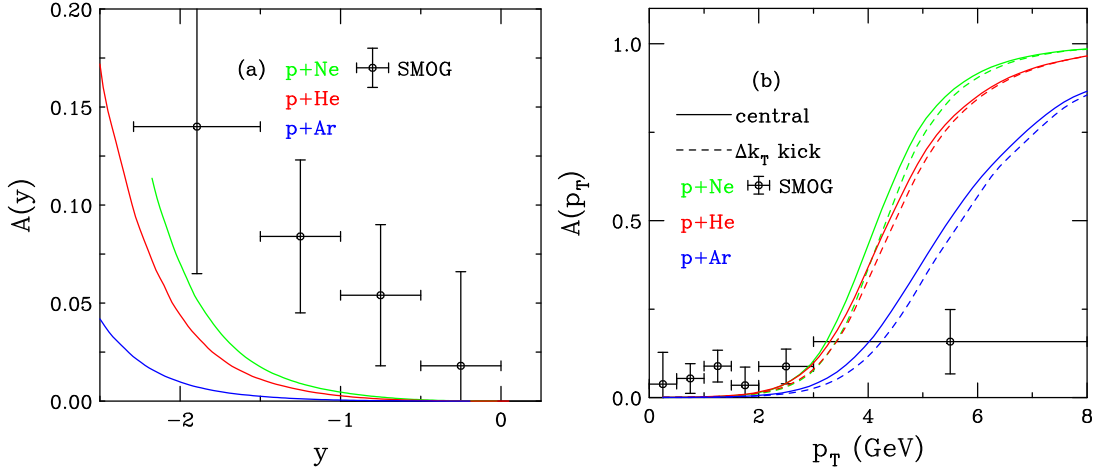 0.20
0.15
0.10
0.05
0.00
A(y)
(a)
p+Ne
p+He
p+Ar
SMOG
−2
−1
0
y
1.0
0.5
0.0
A(p_T)
(b)
central
Δk_T kick
p+Ne
SMOG
p+He
p+Ar
0
2
4
6
8
p_T (GeV)